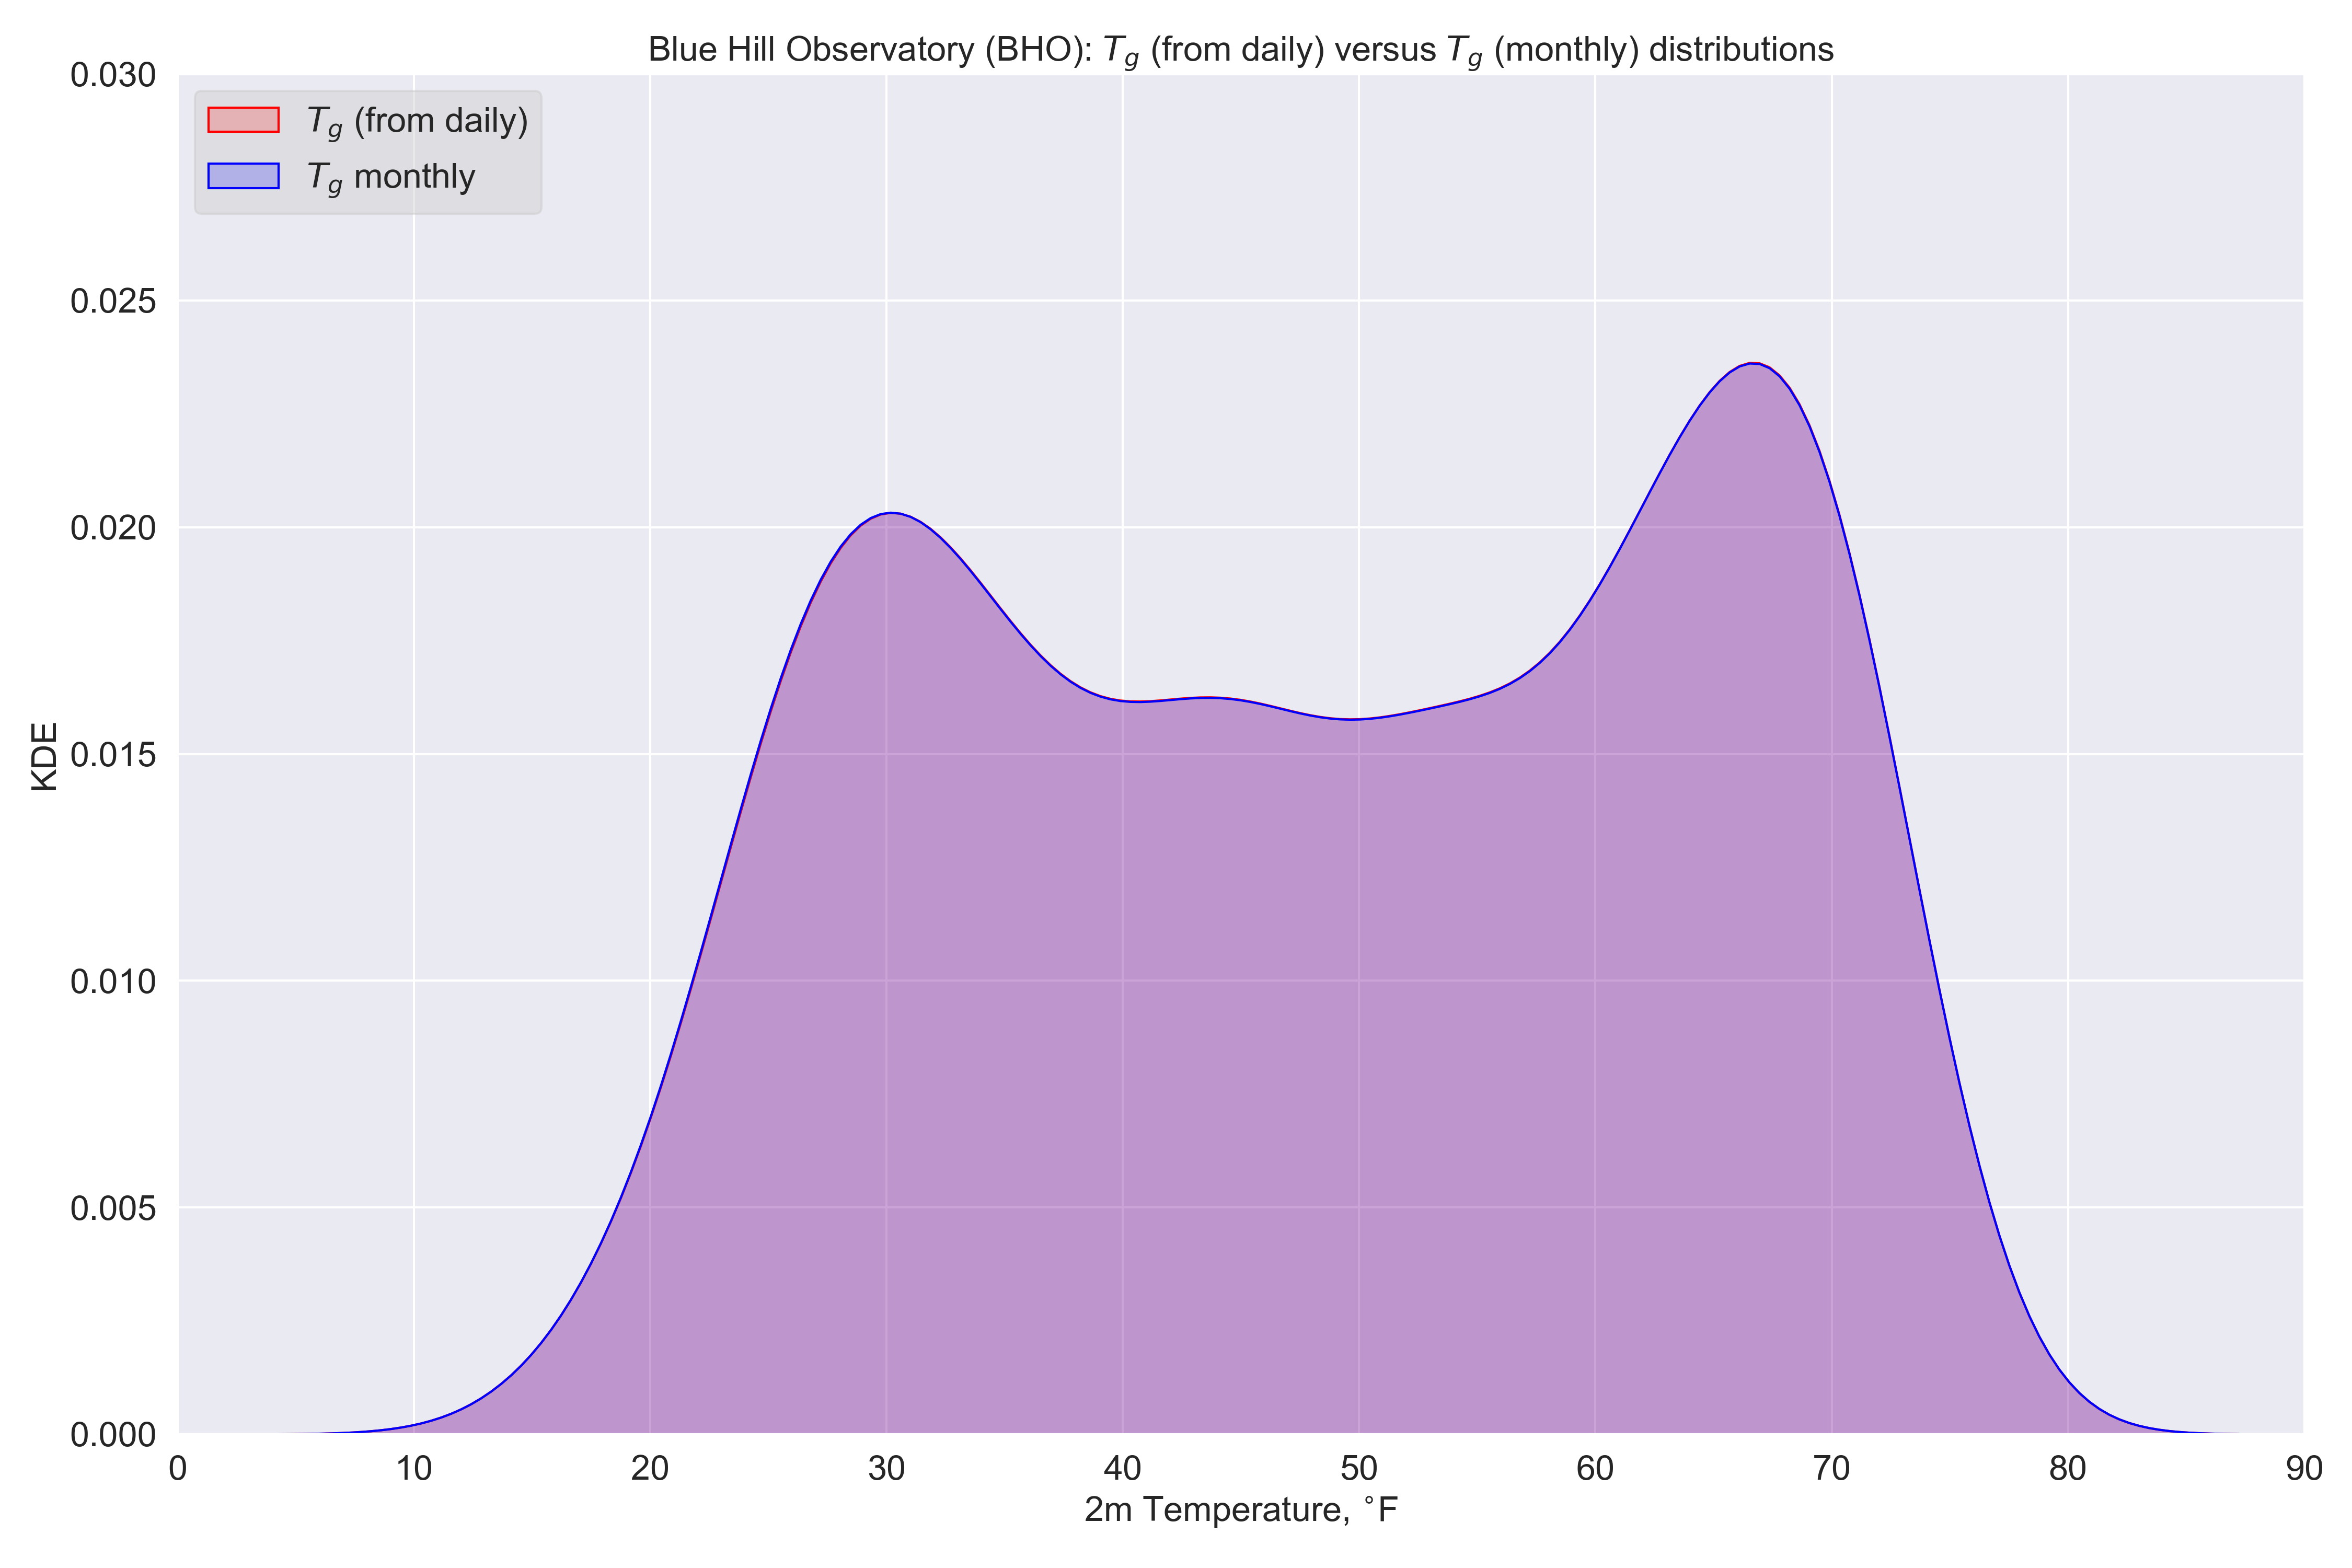 Blue Hill Observatory (BHO): Tg (from daily) versus Tg (monthly) distributions
0.030
Tg (from daily)
Tg monthly
0.025
0.020
0.015
KDE
0.010
0.005
0.000
0 10 20 30 40 50 60 70 80 90
2m Temperature, °F